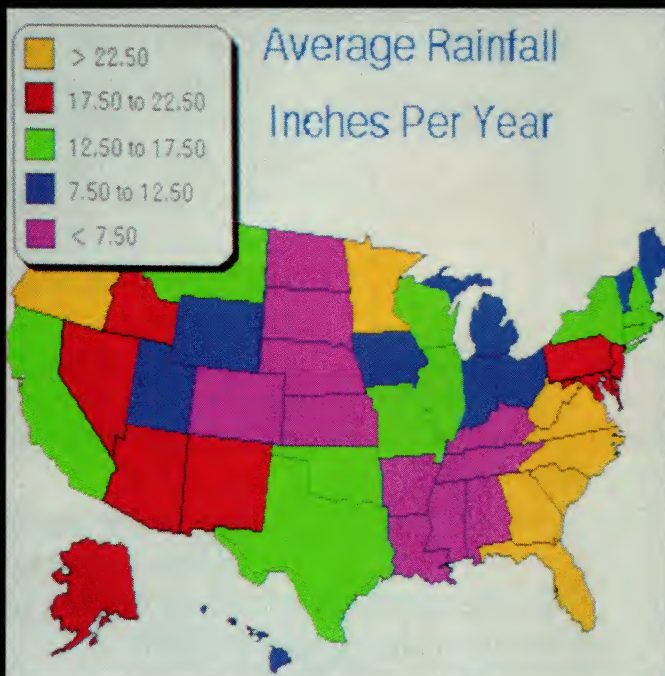 Average Rainfall
Inches Per Year
> 22.50
17.50 to 22.50
12.50 to 17.50
7.50 to 12.50
< 7.50